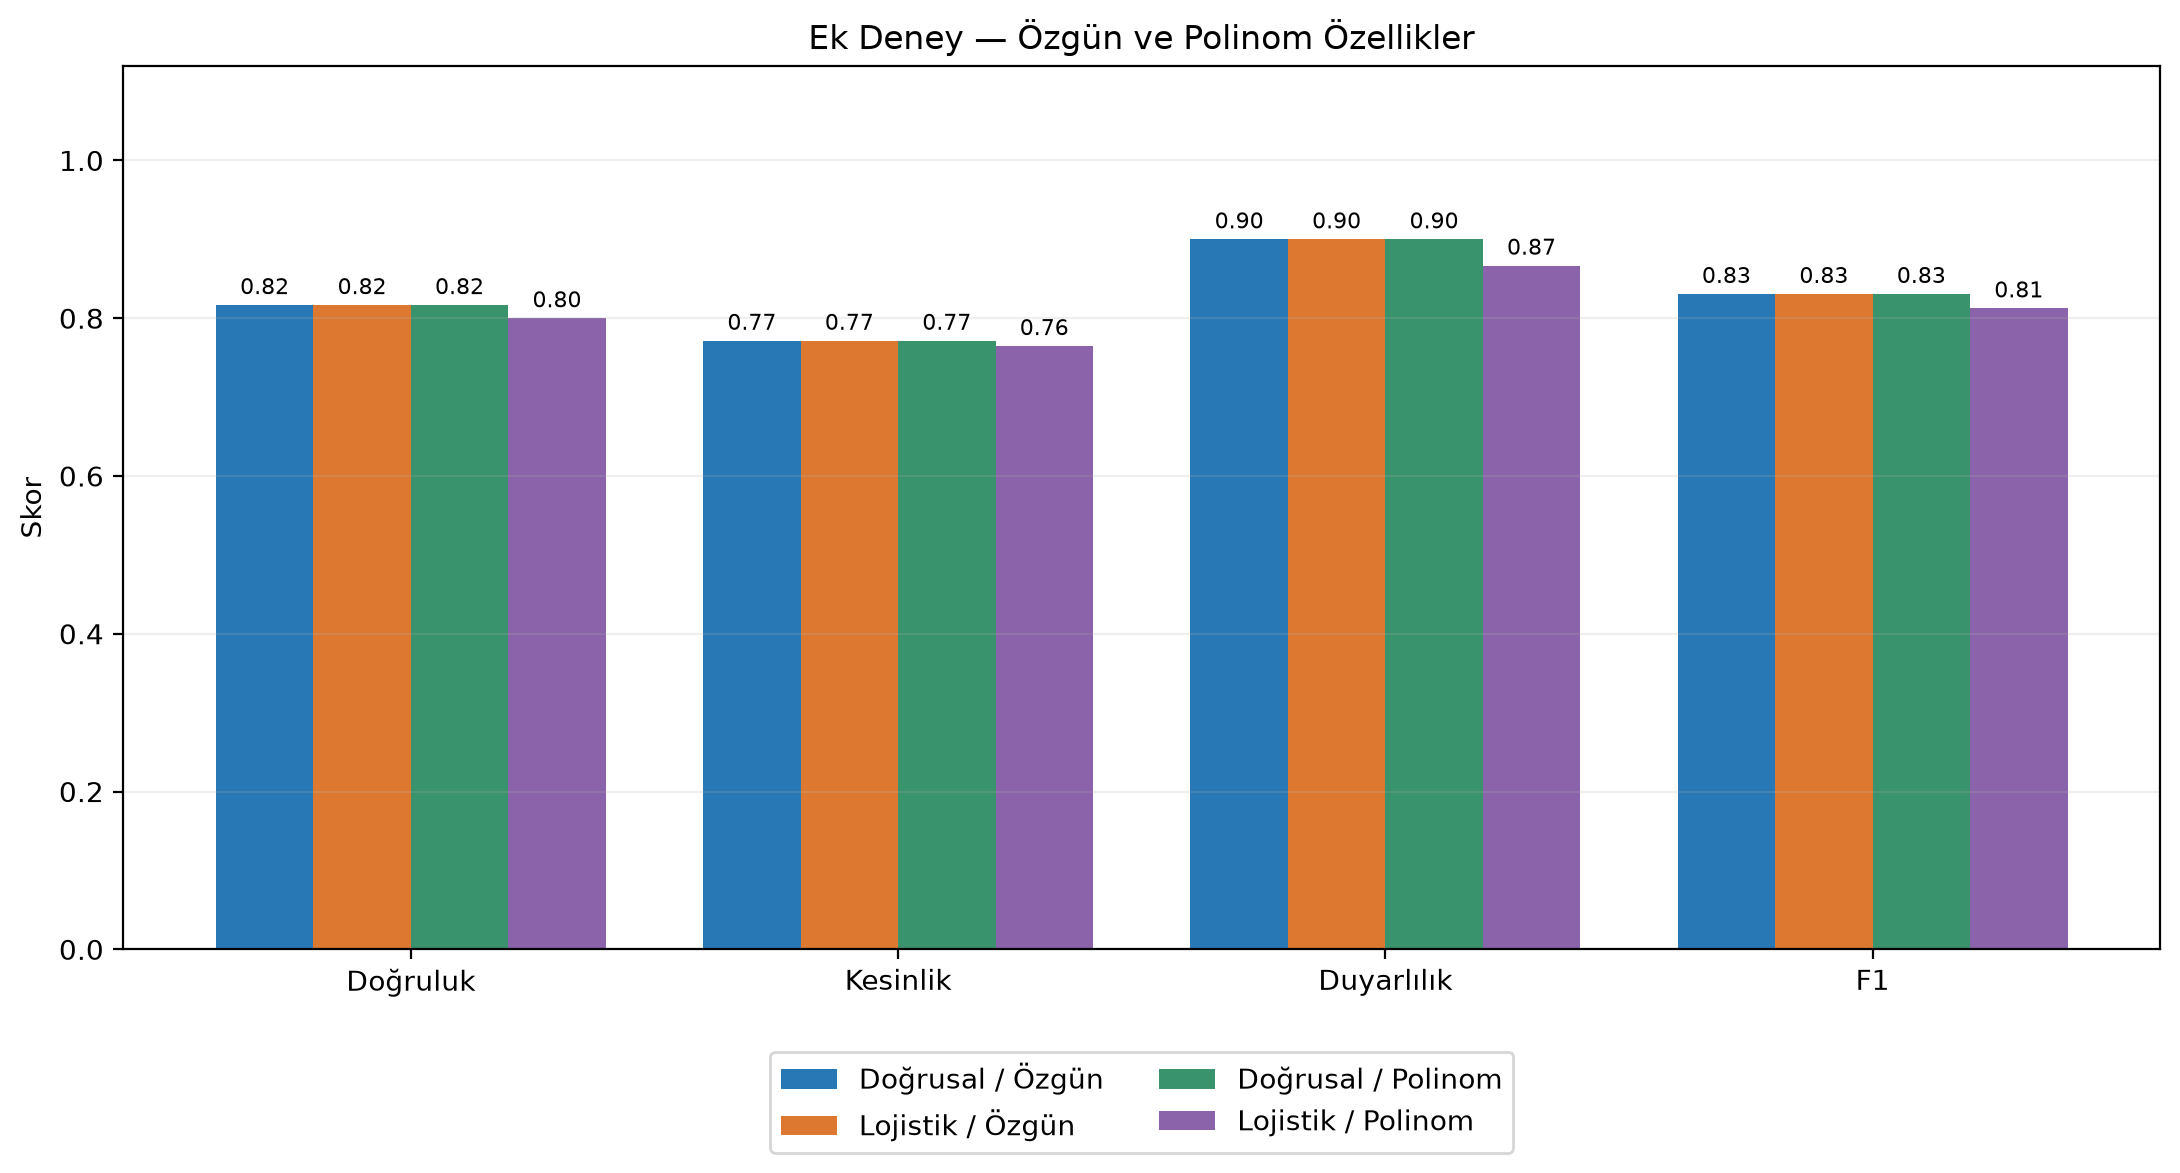 Ek Deney — Özgün ve Polinom Özellikler
Skor
1.0
0.8
0.6
0.4
0.2
0.0
0.82 0.82 0.82 0.80
0.77 0.77 0.77 0.76
0.90 0.90 0.90 0.87
0.83 0.83 0.83 0.81
Doğruluk Kesinlik Duyarlılık F1
Doğrusal / Özgün Doğrusal / Polinom
Lojistik / Özgün Lojistik / Polinom